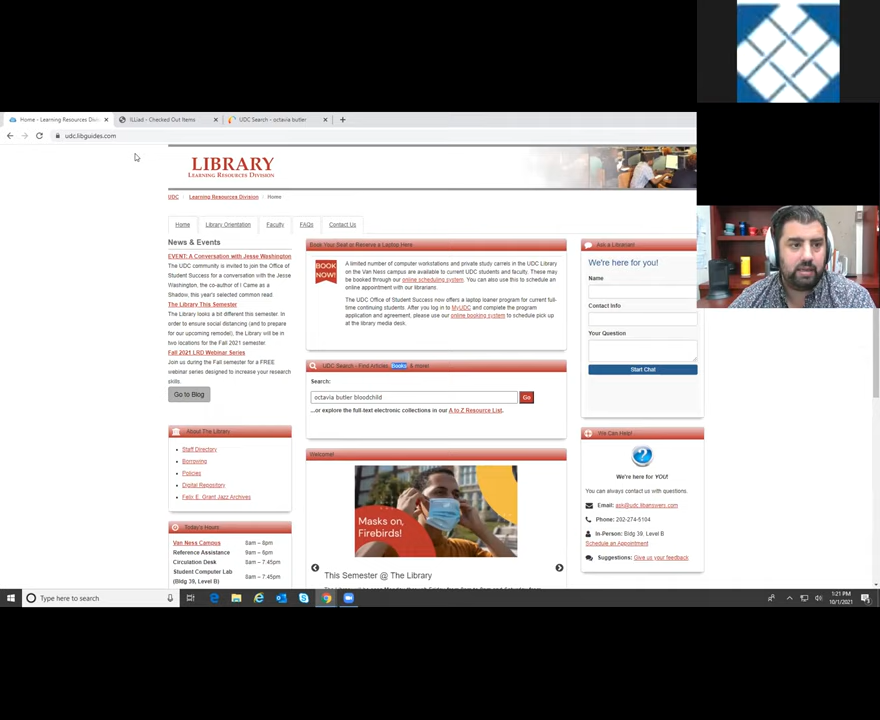 Home - Learning Resources Divi
ILLiad - Checked Out Items
UDC Search - octavia butler
udc.libguides.com
LIBRARY
LEARNING RESOURCES DIVISION
UDC Learning Resources Division Home
Home
Library Orientation
Faculty
FAQs
Contact Us
News & Events
EVENT: A Conversation with Jesse Washington
The UDC community is invited to join the Office of
Student Success for a conversation with Jesse
Washington, the co-author of I Came as a
Shadow, this year's selected common read.
The Library This Semester
The Library looks a bit different this semester. In
order to ensure social distancing (and to prepare
for our upcoming remodel), the Library will be in
two locations for the Fall 2021 semester.
Fall 2021 LRD Webinar Series
Join us during the Fall semester for a FREE
webinar series designed to increase your research
skills.
Go to Blog
About The Library
Staff Directory
Borrowing
Policies
Digital Repository
Felix E. Grant Jazz Archives
Today's Hours
Van Ness Campus 8am – 8pm
Reference Assistance 9am – 6pm
Circulation Desk 8am – 7:45pm
Student Computer Lab
(Bldg 39, Level B) 8am – 7:45pm
Book Your Seat or Reserve a Laptop Here
BOOK
NOW!
A limited number of computer workstations and private study carrels in the UDC Library
on the Van Ness campus are available to current UDC students and faculty. These may
be booked through our online scheduling system. You can also use this to schedule an
online appointment with our librarians.
The UDC Office of Student Success now offers a laptop loaner program for current full-
time continuing students. After you log in to MyUDC and complete the program
application and agreement, please use our online booking system to schedule pick up
at the library media desk.
UDC Search - Find Articles, Books, & more!
Search:
octavia butler bloodchild
Go
...or explore the full-text electronic collections in our A to Z Resource List.
Welcome!
Masks on,
Firebirds!
This Semester @ The Library
Ask a Librarian
We're here for you!
Name
Contact Info
Your Question
Start Chat
We Can Help!
?
We're here for YOU!
You can always contact us with questions.
Email: ask@udc.libanswers.com
Phone: 202-274-5104
In-Person: Bldg 39, Level B
Schedule an Appointment
Suggestions: Give us your feedback
Type here to search
1:21 PM
10/1/2021